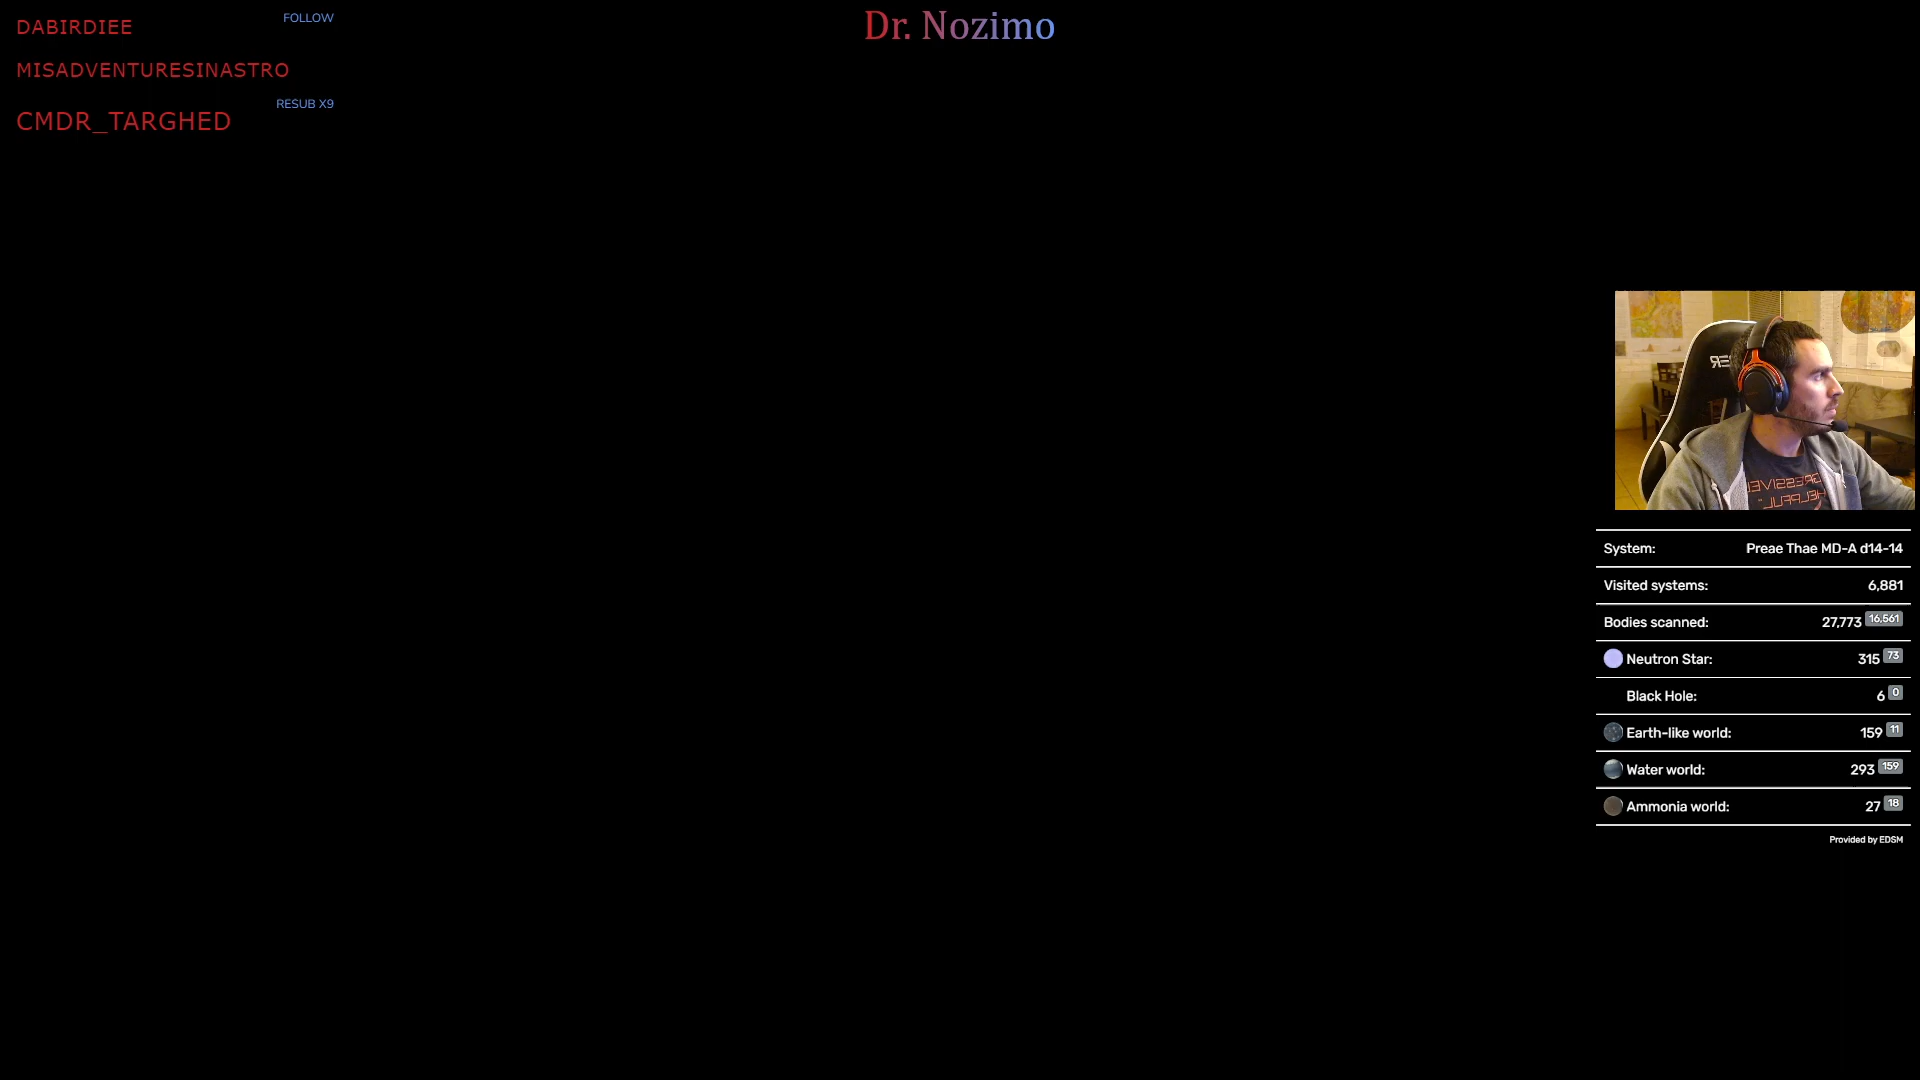 DABIRDIEE
FOLLOW
MISADVENTURESINASTRO
CMDR_TARGHED
RESUB X9
Dr. Nozimo
System: Preae Thae MD-A d14-14
Visited systems: 6,881
Bodies scanned: 27,773 16,561
Neutron Star: 315 73
Black Hole: 6 0
Earth-like world: 159 11
Water world: 293 159
Ammonia world: 27 18
Provided by EDSM
HELPFUL"